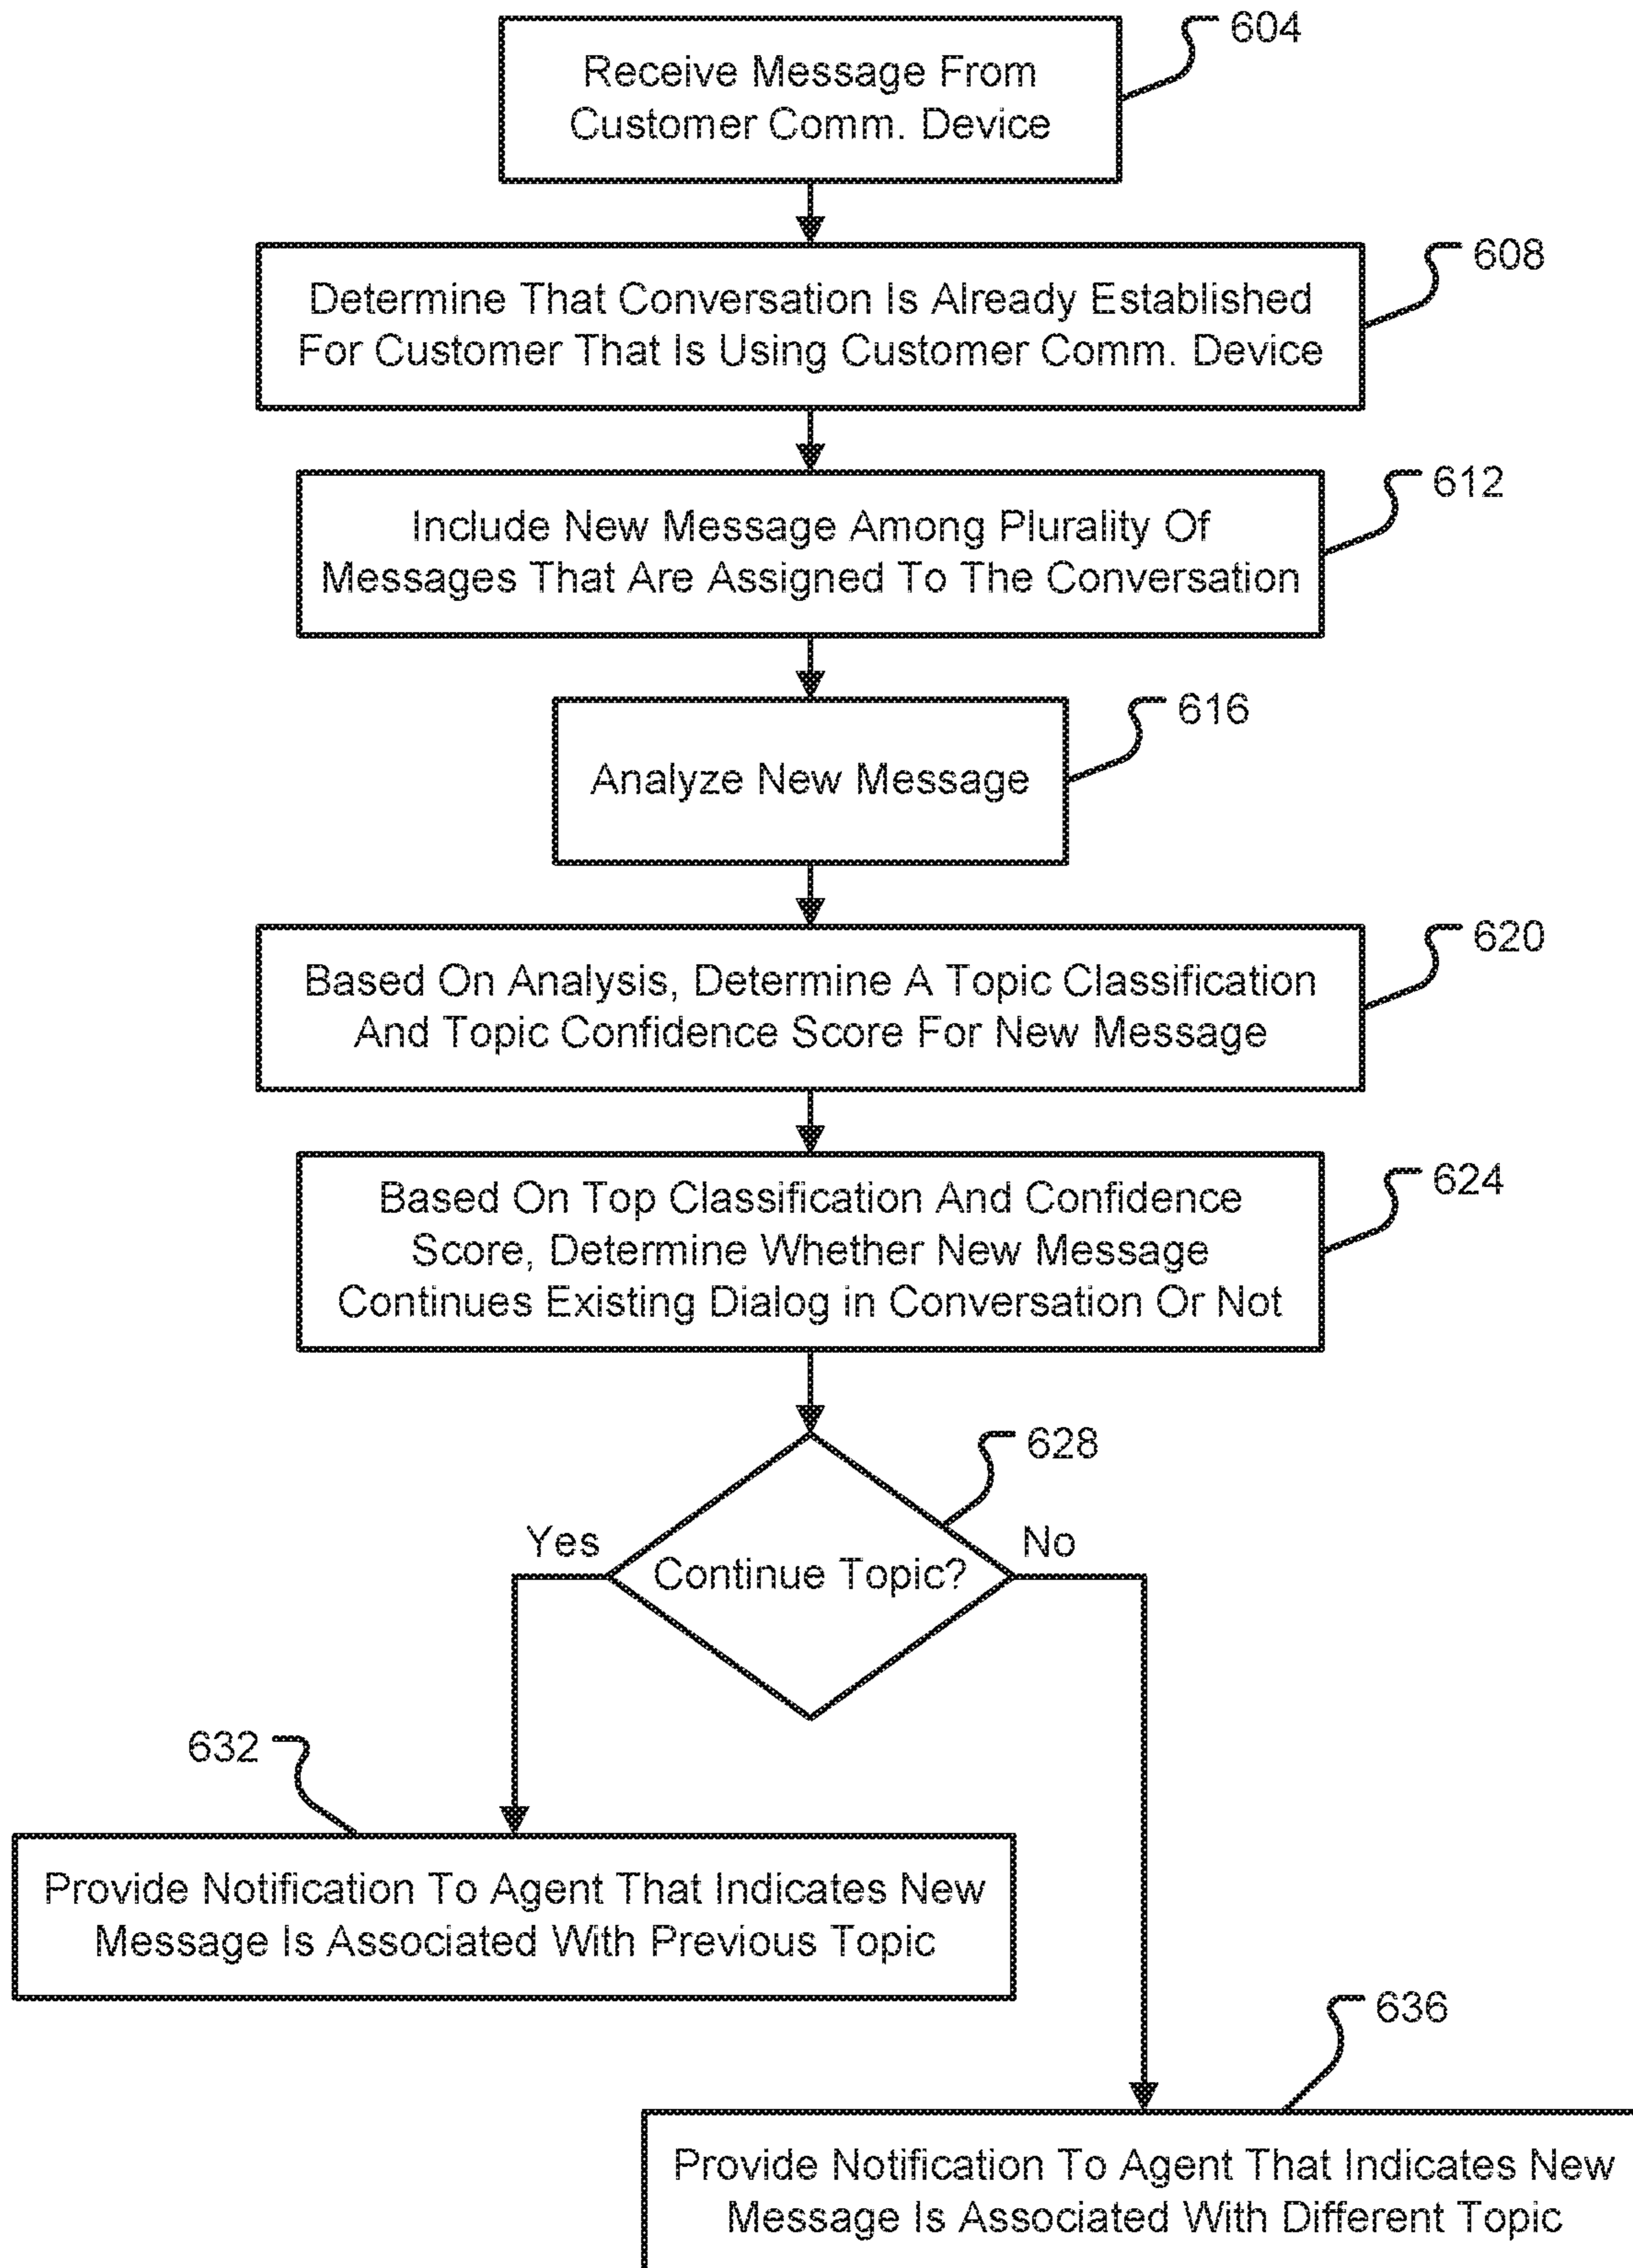 604
Receive Message From
Customer Comm. Device
608
Determine That Conversation Is Already Established
For Customer That Is Using Customer Comm. Device
612
Include New Message Among Plurality Of
Messages That Are Assigned To The Conversation
616
Analyze New Message
620
Based On Analysis, Determine A Topic Classification
And Topic Confidence Score For New Message
624
Based On Top Classification And Confidence
Score, Determine Whether New Message
Continues Existing Dialog in Conversation Or Not
628
Yes
No
Continue Topic?
632
Provide Notification To Agent That Indicates New
Message Is Associated With Previous Topic
636
Provide Notification To Agent That Indicates New
Message Is Associated With Different Topic